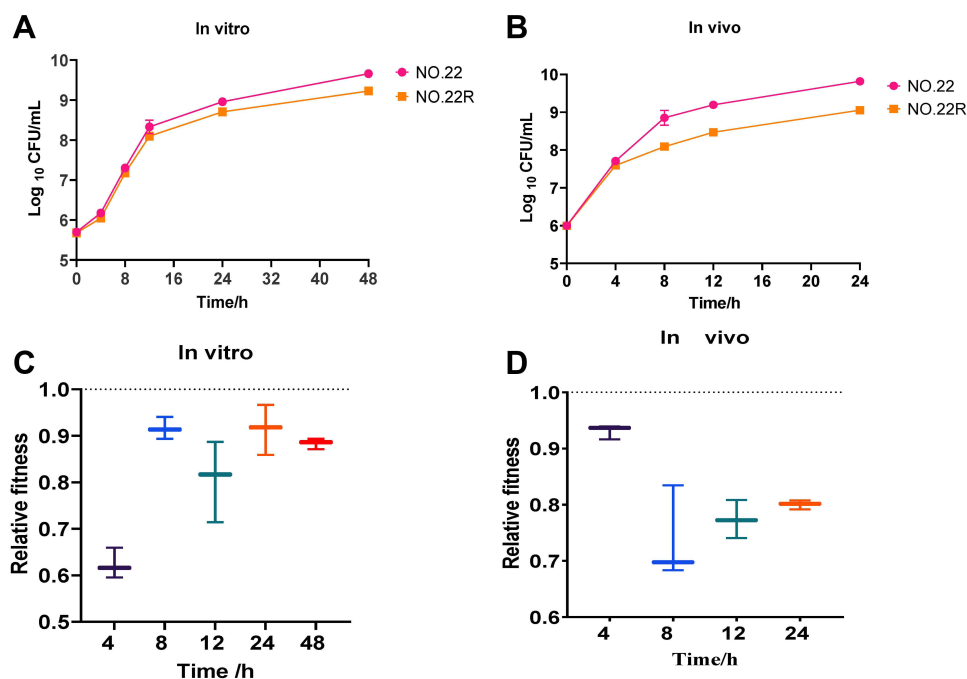 A
In vitro
Log 10 CFU/mL
10
9
8
7
6
5
0 4 8 12 16 24 32 40 48
Time/h
NO.22
NO.22R
B
In vivo
Log 10 CFU/mL
10
9
8
7
6
5
0 4 8 12 16 20 24
Time/h
NO.22
NO.22R
C
In vitro
Relative fitness
1.0
0.9
0.8
0.7
0.6
0.5
4 8 12 24 48
Time /h
D
In vivo
Relative fitness
1.0
0.9
0.8
0.7
0.6
4 8 12 24
Time/h